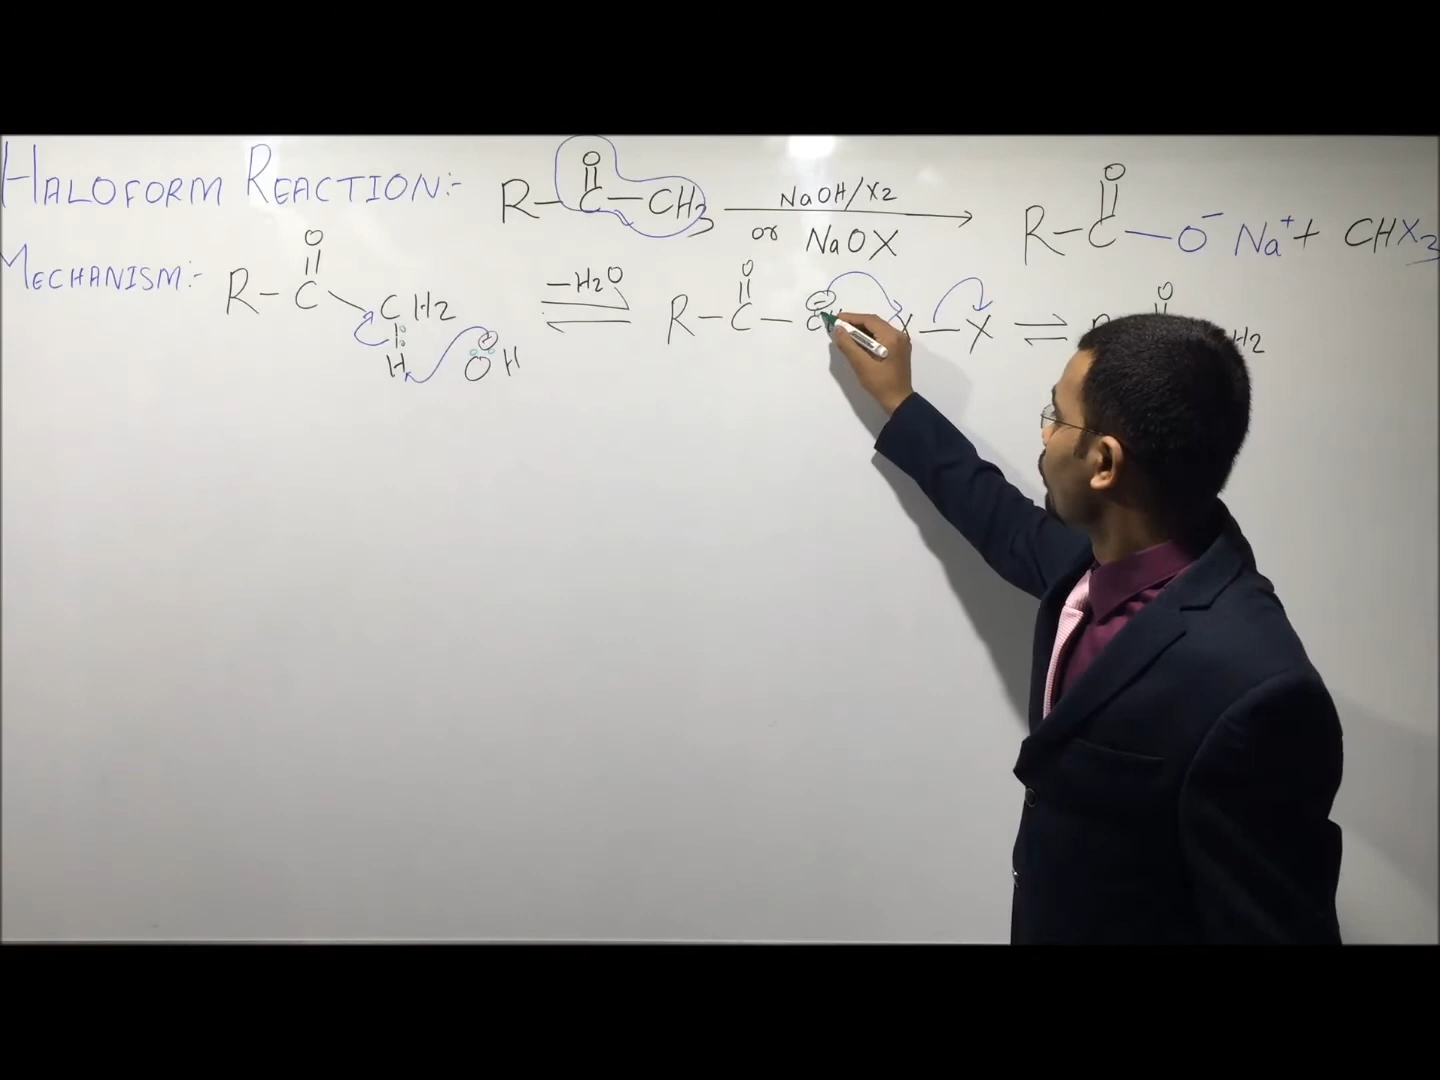 HALOFORM REACTION:- R-C-CH3 NaOH/X2 or NaOX R-C-O⁻ Na⁺ + CHX3
O O
MECHANISM:- R-C-CH2 -H2O R-C- X-X H2
O O O
H OH